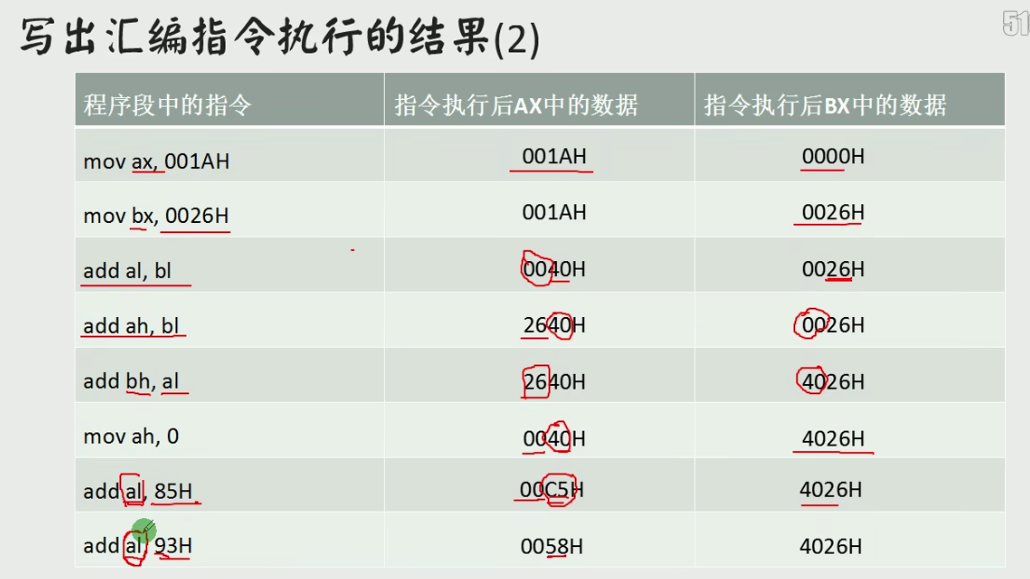 写出汇编指令执行的结果(2)
51
程序段中的指令 指令执行后AX中的数据 指令执行后BX中的数据
mov ax, 001AH 001AH 0000H
mov bx, 0026H 001AH 0026H
add al, bl 0040H 0026H
add ah, bl 2640H 0026H
add bh, al 2640H 4026H
mov ah, 0 0040H 4026H
add al, 85H 00C5H 4026H
add al, 93H 0058H 4026H